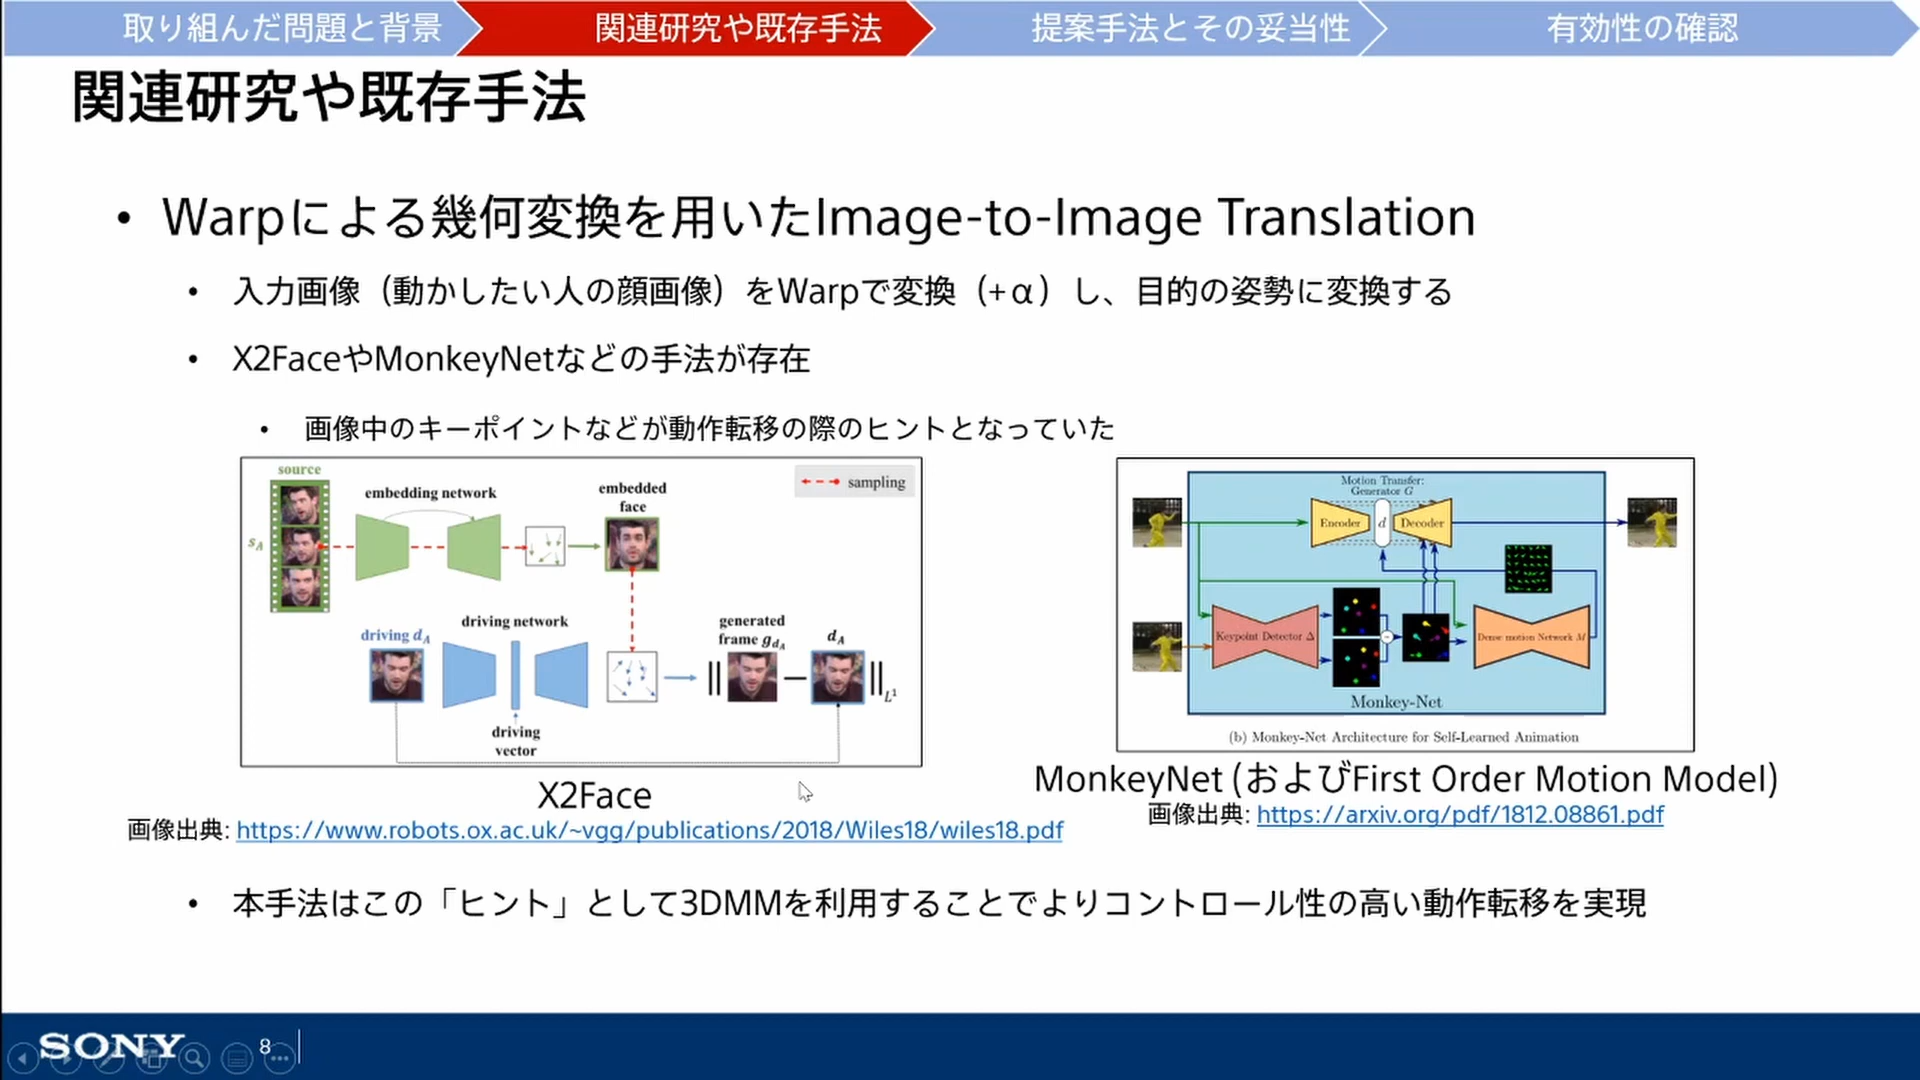 取り組んだ問題と背景
関連研究や既存手法
提案手法とその妥当性
有効性の確認
関連研究や既存手法
• Warpによる幾何変換を用いたImage-to-Image Translation
• 入力画像（動かしたい人の顔画像）をWarpで変換（+α）し、目的の姿勢に変換する
• X2FaceやMonkeyNetなどの手法が存在
• 画像中のキーポイントなどが動作転移の際のヒントとなっていた
source
embedding network
embedded
face
sampling
sA
driving dA
driving network
generated
frame gdA
dA
L1
driving
vector
X2Face
画像出典: https://www.robots.ox.ac.uk/~vgg/publications/2018/Wiles18/wiles18.pdf
Motion Transfer:
Generator G
Encoder
d
Decoder
Keypoint Detector Δ
Dense motion Network M
Monkey-Net
(b) Monkey-Net Architecture for Self-Learned Animation
MonkeyNet (およびFirst Order Motion Model)
画像出典: https://arxiv.org/pdf/1812.08861.pdf
• 本手法はこの「ヒント」として3DMMを利用することでよりコントロール性の高い動作転移を実現
SONY
8